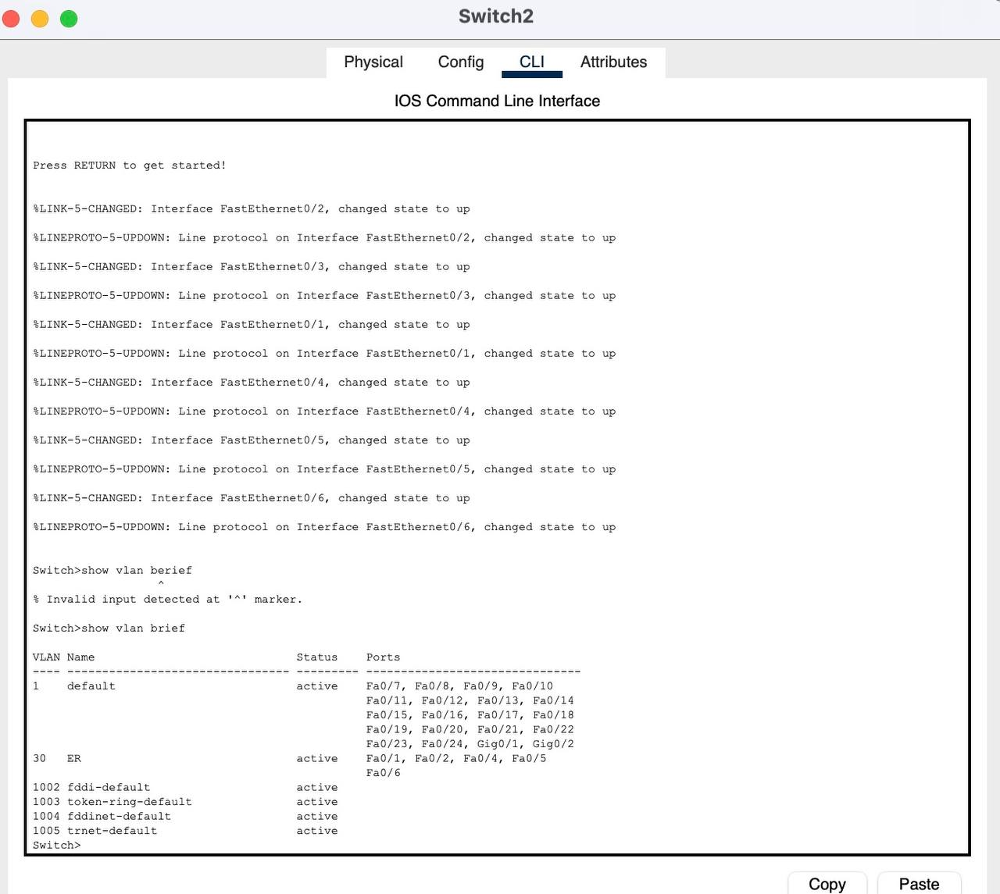 Switch2
Physical Config CLI Attributes
IOS Command Line Interface
Press RETURN to get started!
%LINK-5-CHANGED: Interface FastEthernet0/2, changed state to up
%LINEPROTO-5-UPDOWN: Line protocol on Interface FastEthernet0/2, changed state to up
%LINK-5-CHANGED: Interface FastEthernet0/3, changed state to up
%LINEPROTO-5-UPDOWN: Line protocol on Interface FastEthernet0/3, changed state to up
%LINK-5-CHANGED: Interface FastEthernet0/1, changed state to up
%LINEPROTO-5-UPDOWN: Line protocol on Interface FastEthernet0/1, changed state to up
%LINK-5-CHANGED: Interface FastEthernet0/4, changed state to up
%LINEPROTO-5-UPDOWN: Line protocol on Interface FastEthernet0/4, changed state to up
%LINK-5-CHANGED: Interface FastEthernet0/5, changed state to up
%LINEPROTO-5-UPDOWN: Line protocol on Interface FastEthernet0/5, changed state to up
%LINK-5-CHANGED: Interface FastEthernet0/6, changed state to up
%LINEPROTO-5-UPDOWN: Line protocol on Interface FastEthernet0/6, changed state to up
Switch>show vlan berief
^
% Invalid input detected at '^' marker.
Switch>show vlan brief
VLAN Name                             Status    Ports
---- -------------------------------- --------- -------------------------------
1    default                          active    Fa0/7, Fa0/8, Fa0/9, Fa0/10
                                                Fa0/11, Fa0/12, Fa0/13, Fa0/14
                                                Fa0/15, Fa0/16, Fa0/17, Fa0/18
                                                Fa0/19, Fa0/20, Fa0/21, Fa0/22
                                                Fa0/23, Fa0/24, Gig0/1, Gig0/2
30   ER                               active    Fa0/1, Fa0/2, Fa0/4, Fa0/5
                                                Fa0/6
1002 fddi-default                     active
1003 token-ring-default               active
1004 fddinet-default                  active
1005 trnet-default                    active
Switch>
Copy Paste